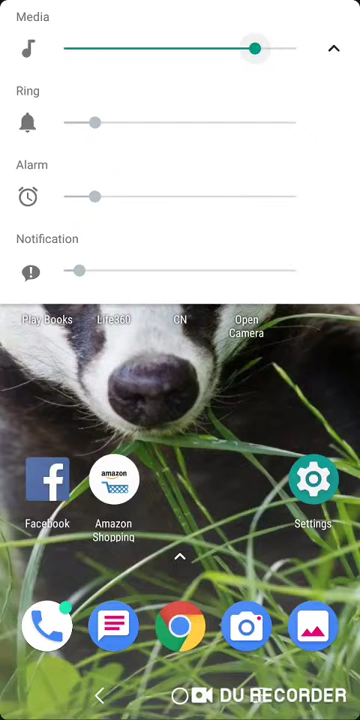 Media
Ring
Alarm
Notification
Play Books
Life360
CN
Open
Camera
amazon
Facebook
Amazon
Shopping
Settings
DU RECORDER